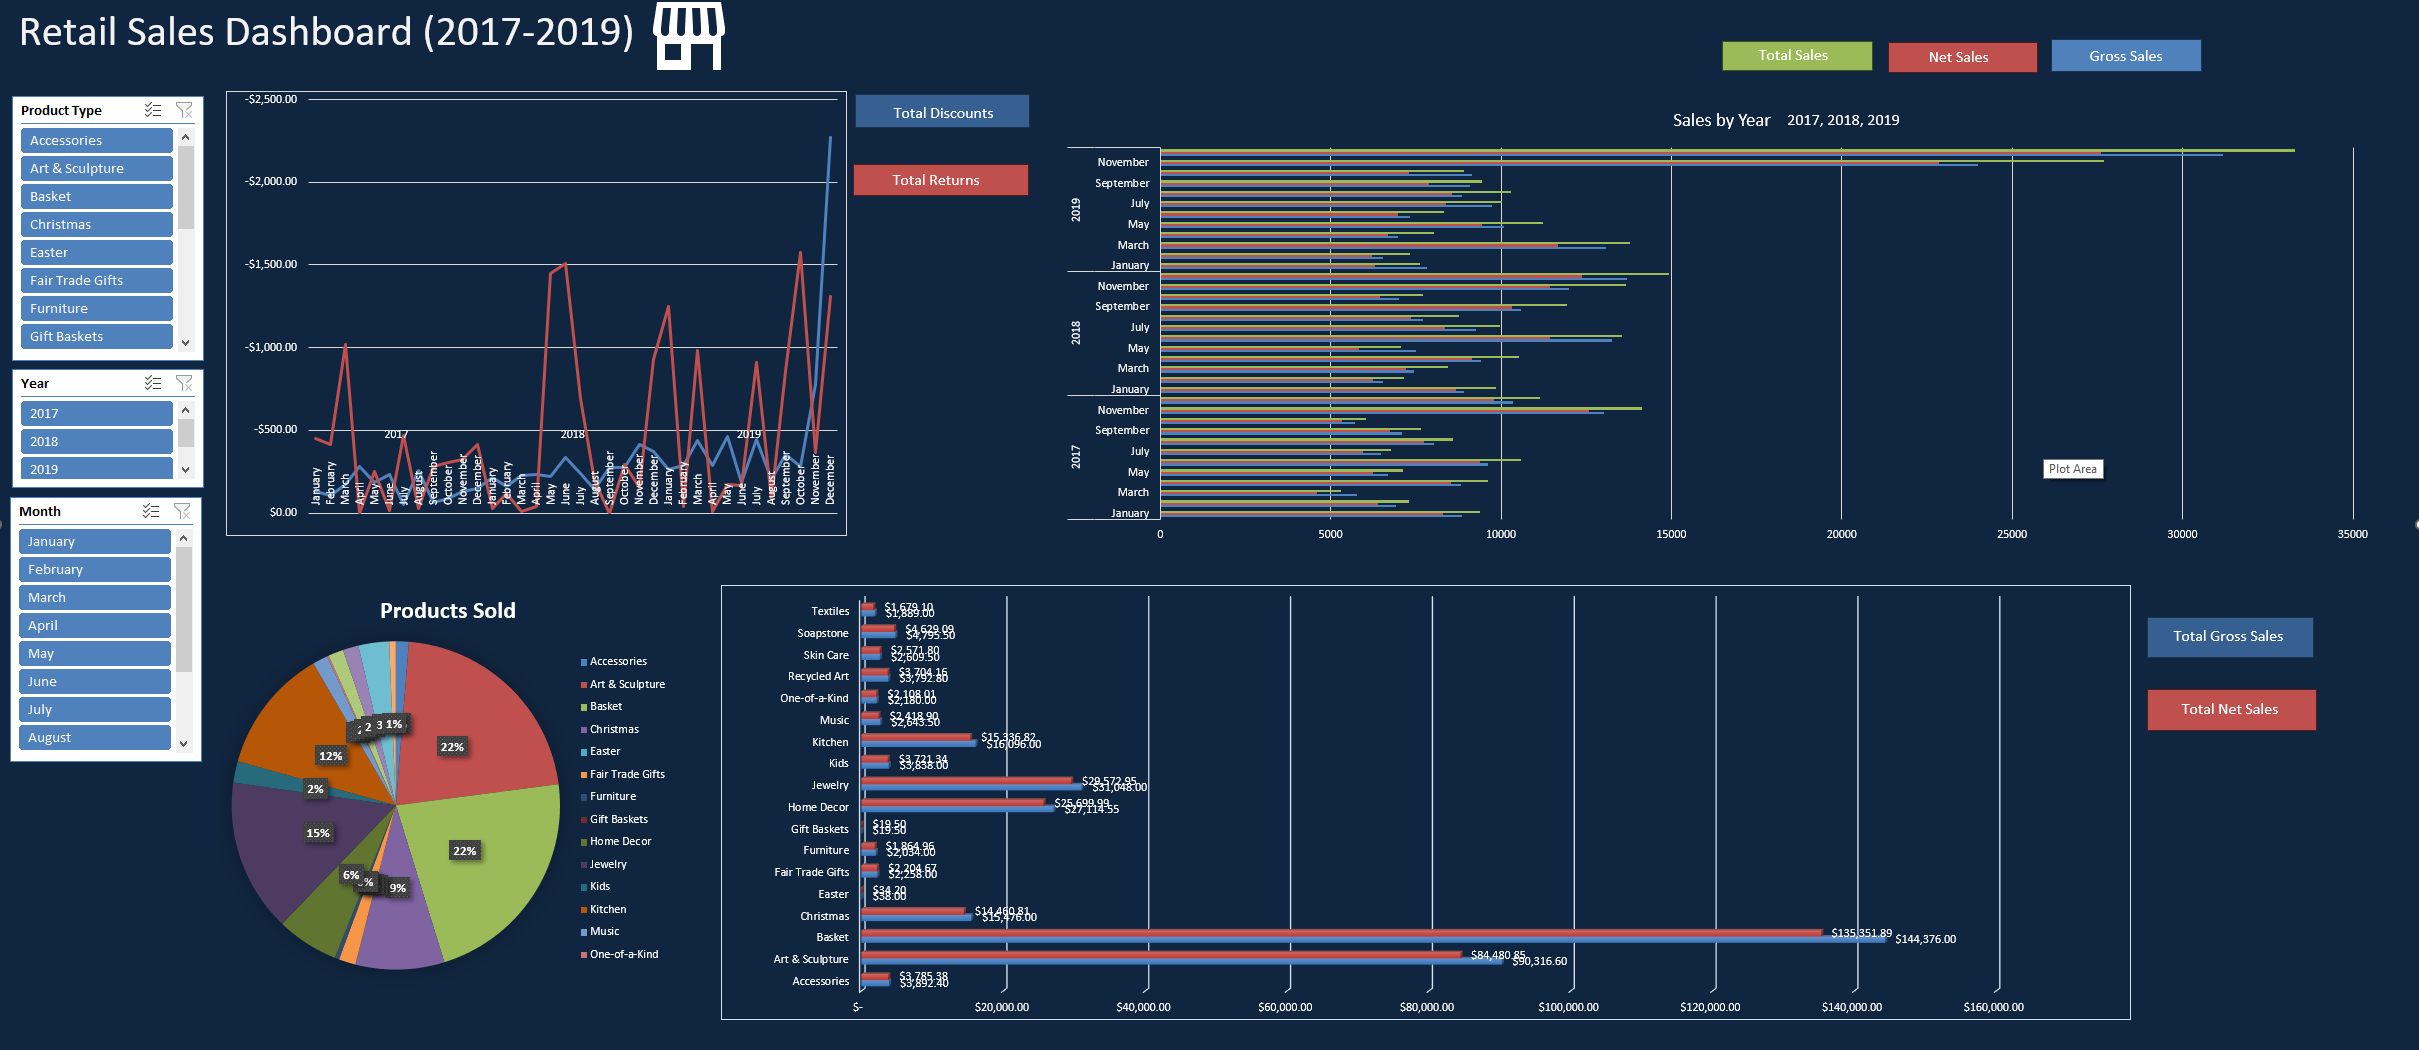 Retail Sales Dashboard (2017-2019)
Total Sales
Net Sales
Gross Sales
Product Type
Accessories
Art & Sculpture
Basket
Christmas
Easter
Fair Trade Gifts
Furniture
Gift Baskets
Year
2017
2018
2019
Month
January
February
March
April
May
June
July
August
-$2,500.00
-$2,000.00
-$1,500.00
-$1,000.00
-$500.00
$0.00
2017
2018
2019
January
February
March
April
May
June
July
August
September
October
November
December
January
February
March
April
May
June
July
August
September
October
November
December
January
February
March
April
May
June
July
August
September
October
November
December
Total Discounts
Total Returns
Sales by Year 2017, 2018, 2019
2019
November
September
July
May
March
January
2018
November
September
July
May
March
January
2017
November
September
July
May
March
January
0 5000 10000 15000 20000 25000 30000 35000
Plot Area
Products Sold
22%
22%
9%
6%
15%
2%
12%
2
3
1%
Accessories
Art & Sculpture
Basket
Christmas
Easter
Fair Trade Gifts
Furniture
Gift Baskets
Home Decor
Jewelry
Kids
Kitchen
Music
One-of-a-Kind
Textiles $1,679.10 $1,889.00
Soapstone $4,629.09 $4,795.50
Skin Care $2,571.80 $2,609.50
Recycled Art $3,704.16 $3,792.80
One-of-a-Kind $2,108.01 $2,180.00
Music $2,418.90 $2,643.50
Kitchen $15,336.82 $16,096.00
Kids $3,721.34 $3,838.00
Jewelry $29,572.95 $31,048.00
Home Decor $25,699.99 $27,114.55
Gift Baskets $19.50 $19.50
Furniture $1,864.96 $2,034.00
Fair Trade Gifts $2,204.67 $2,258.00
Easter $34.20 $38.00
Christmas $14,460.81 $15,476.00
Basket $135,351.89 $144,376.00
Art & Sculpture $84,480.85 $90,316.60
Accessories $3,785.38 $3,892.40
$- $20,000.00 $40,000.00 $60,000.00 $80,000.00 $100,000.00 $120,000.00 $140,000.00 $160,000.00
Total Gross Sales
Total Net Sales